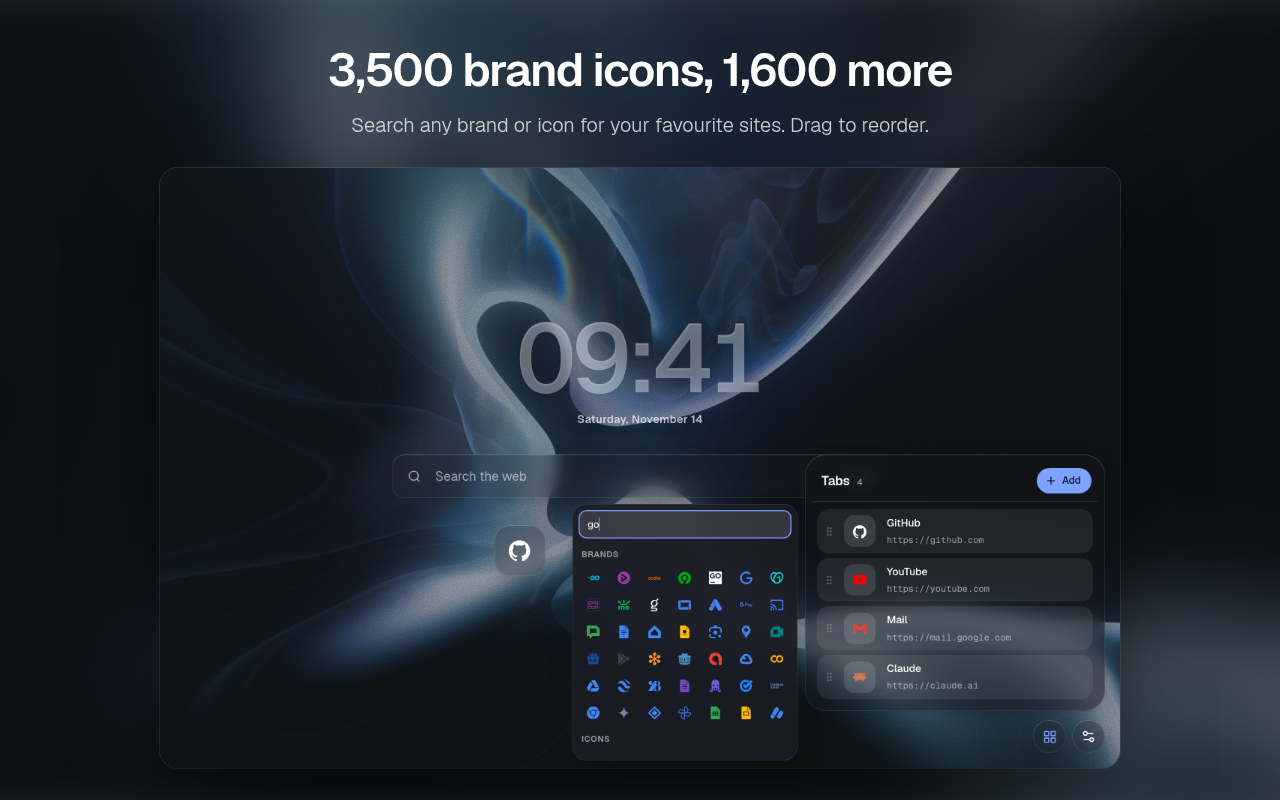 3,500 brand icons, 1,600 more
Search any brand or icon for your favourite sites. Drag to reorder.
09:41
Saturday, November 14
Search the web
Tabs 4
Add
go
BRANDS
GO
G Pay
ICONS
GitHub
https://github.com
YouTube
https://youtube.com
Mail
https://mail.google.com
Claude
https://claude.ai